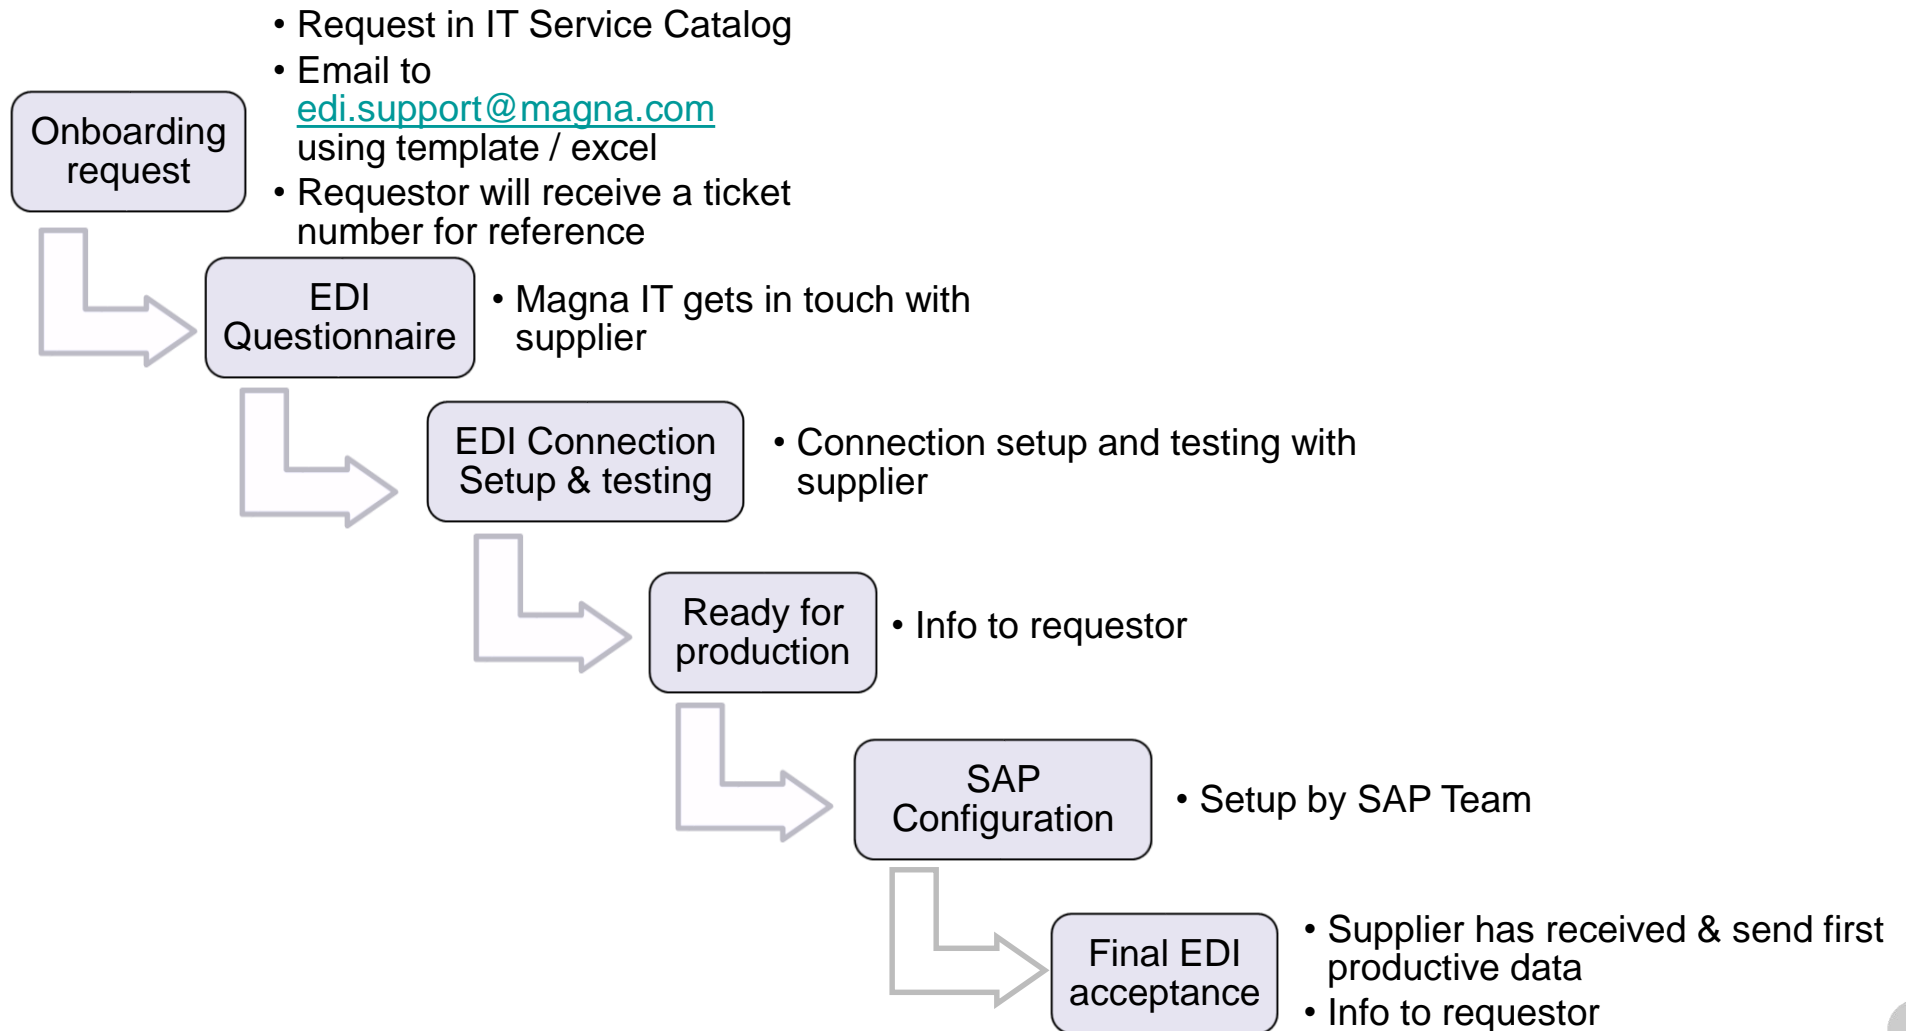 • Request in IT Service Catalog
• Email to
edi.support@magna.com
using template / excel
• Requestor will receive a ticket
number for reference
Onboarding
request
EDI
Questionnaire
• Magna IT gets in touch with
supplier
EDI Connection
Setup & testing
• Connection setup and testing with
supplier
Ready for
production
• Info to requestor
SAP
Configuration
• Setup by SAP Team
Final EDI
acceptance
• Supplier has received & send first
productive data
• Info to requestor